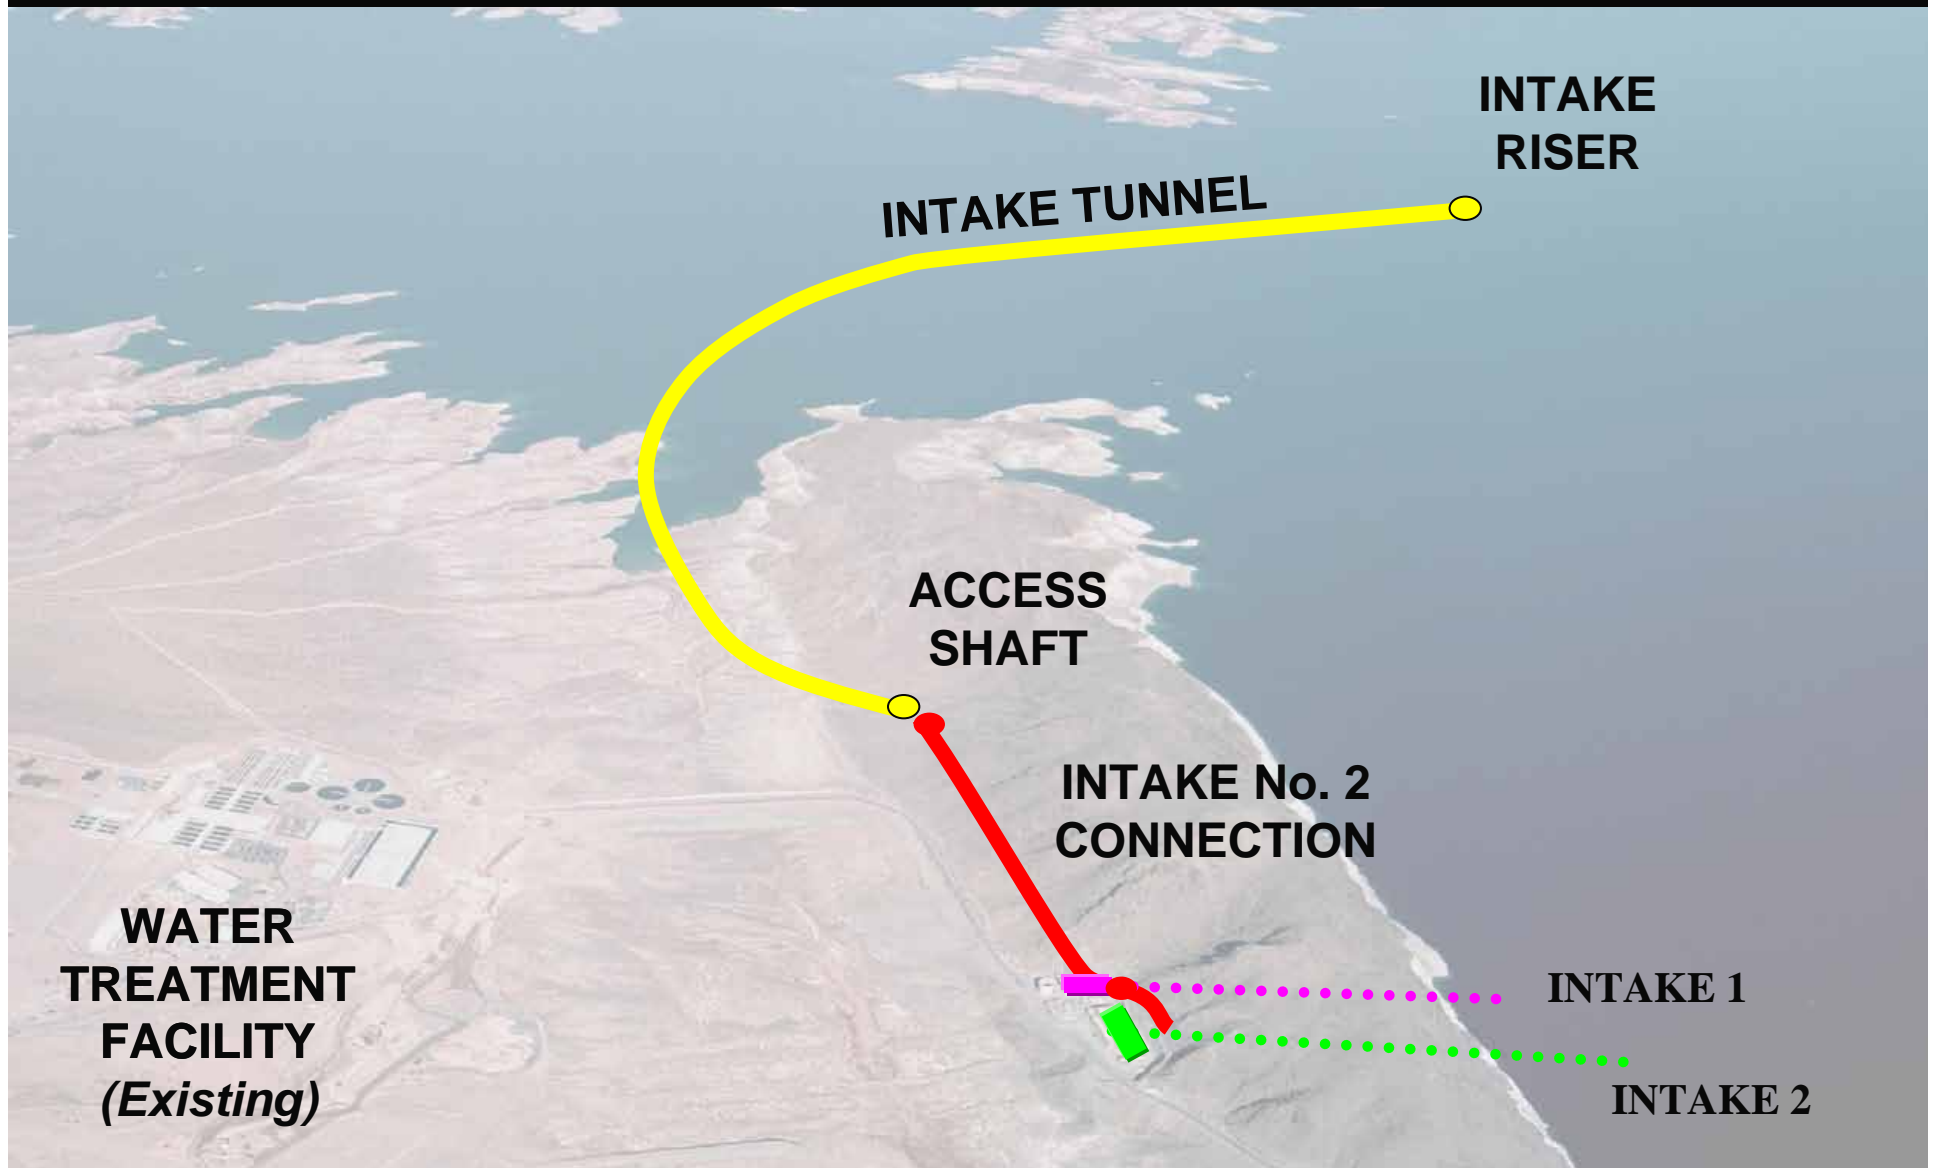 INTAKE
RISER
INTAKE TUNNEL
ACCESS
SHAFT
INTAKE No. 2
CONNECTION
WATER
TREATMENT
FACILITY
(Existing)
INTAKE 1
INTAKE 2